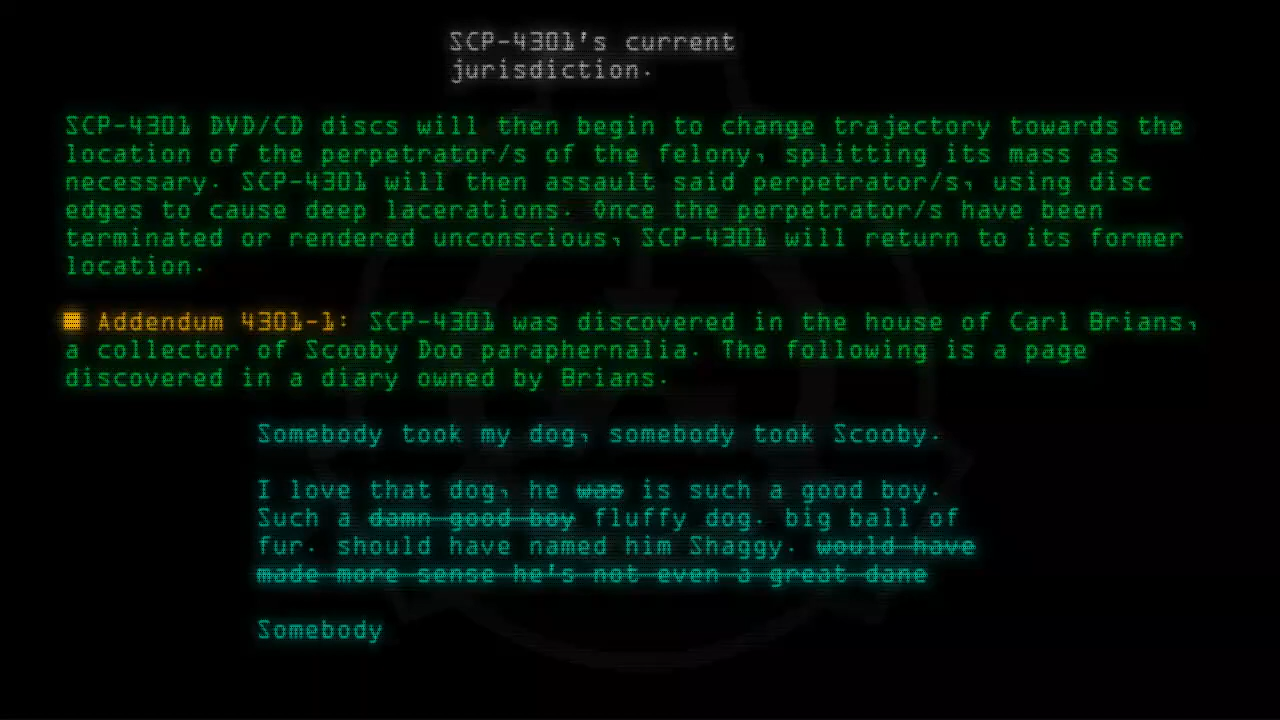 SCP-4301's current
jurisdiction.
SCP-4301 DVD/CD discs will then begin to change trajectory towards the
location of the perpetrator/s of the felony, splitting its mass as
necessary. SCP-4301 will then assault said perpetrator/s, using disc
edges to cause deep lacerations. Once the perpetrator/s have been
terminated or rendered unconscious, SCP-4301 will return to its former
location.
Addendum 4301-1: SCP-4301 was discovered in the house of Carl Brians,
a collector of Scooby Doo paraphernalia. The following is a page
discovered in a diary owned by Brians.
Somebody took my dog, somebody took Scooby.
I love that dog, he was is such a good boy.
Such a damn good boy fluffy dog. big ball of
fur. should have named him Shaggy. would have
made more sense he's not even a great dane
Somebody